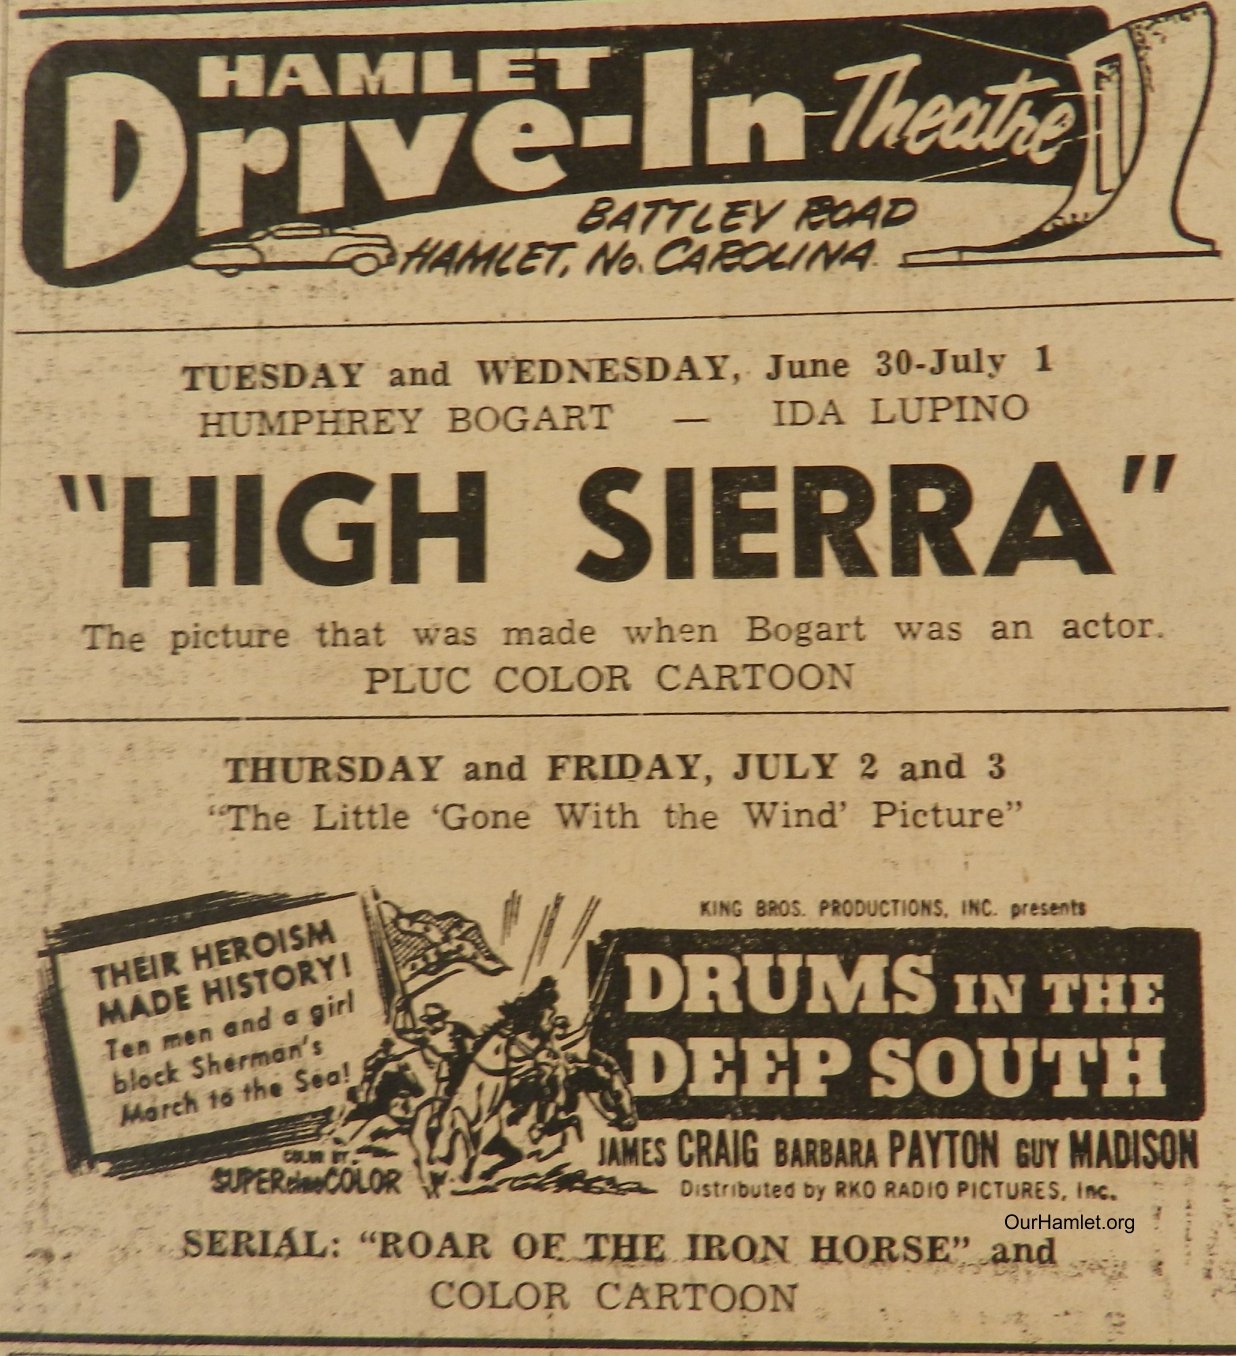 HAMLET
Drive-In Theatre
BATTLEY ROAD
HAMLET, No. CAROLINA
TUESDAY and WEDNESDAY, June 30-July 1
HUMPHREY BOGART — IDA LUPINO
"HIGH SIERRA"
The picture that was made when Bogart was an actor.
PLUC COLOR CARTOON
THURSDAY and FRIDAY, JULY 2 and 3
"The Little 'Gone With the Wind' Picture"
THEIR HEROISM
MADE HISTORY!
Ten men and a girl
block Sherman's
March to the Sea!
COLOR BY
SUPERcineCOLOR
KING BROS. PRODUCTIONS, INC. presents
DRUMS IN THE
DEEP SOUTH
JAMES CRAIG BARBARA PAYTON GUY MADISON
Distributed by RKO RADIO PICTURES, Inc.
OurHamlet.org
SERIAL: "ROAR OF THE IRON HORSE" and
COLOR CARTOON